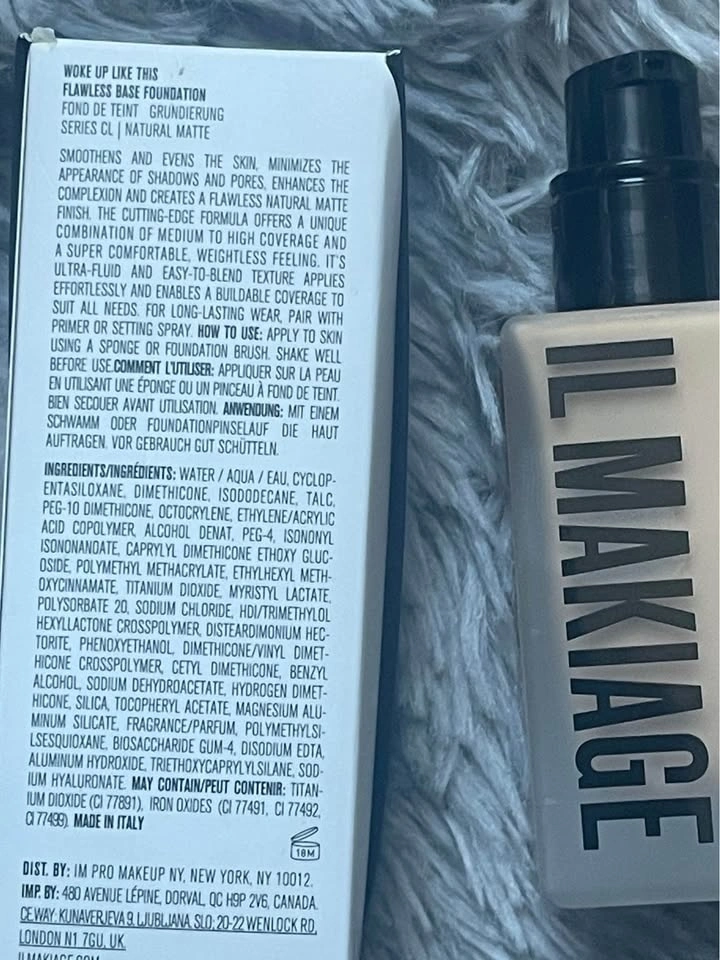 WOKE UP LIKE THIS
FLAWLESS BASE FOUNDATION
FOND DE TEINT GRUNDIERUNG
SERIES CL | NATURAL MATTE
SMOOTHENS AND EVENS THE SKIN, MINIMIZES THE
APPEARANCE OF SHADOWS AND PORES, ENHANCES THE
COMPLEXION AND CREATES A FLAWLESS NATURAL MATTE
FINISH. THE CUTTING-EDGE FORMULA OFFERS A UNIQUE
COMBINATION OF MEDIUM TO HIGH COVERAGE AND
A SUPER COMFORTABLE, WEIGHTLESS FEELING. IT'S
ULTRA-FLUID AND EASY-TO-BLEND TEXTURE APPLIES
EFFORTLESSLY AND ENABLES A BUILDABLE COVERAGE TO
SUIT ALL NEEDS. FOR LONG-LASTING WEAR, PAIR WITH
PRIMER OR SETTING SPRAY. HOW TO USE: APPLY TO SKIN
USING A SPONGE OR FOUNDATION BRUSH. SHAKE WELL
BEFORE USE.COMMENT L'UTILISER: APPLIQUER SUR LA PEAU
EN UTILISANT UNE ÉPONGE OU UN PINCEAU À FOND DE TEINT.
BIEN SECOUER AVANT UTILISATION. ANWENDUNG: MIT EINEM
SCHWAMM ODER FOUNDATIONPINSELAUF DIE HAUT
AUFTRAGEN. VOR GEBRAUCH GUT SCHÜTTELN.
INGREDIENTS/INGRÉDIENTS: WATER / AQUA / EAU, CYCLOP-
ENTASILOXANE, DIMETHICONE, ISODODECANE, TALC,
PEG-10 DIMETHICONE, OCTOCRYLENE, ETHYLENE/ACRYLIC
ACID COPOLYMER, ALCOHOL DENAT, PEG-4, ISONONYL
ISONONANOATE, CAPRYLYL DIMETHICONE ETHOXY GLUC-
OSIDE, POLYMETHYL METHACRYLATE, ETHYLHEXYL METH-
OXYCINNAMATE, TITANIUM DIOXIDE, MYRISTYL LACTATE,
POLYSORBATE 20, SODIUM CHLORIDE, HDI/TRIMETHYLOL
HEXYLLACTONE CROSSPOLYMER, DISTEARDIMONIUM HEC-
TORITE, PHENOXYETHANOL, DIMETHICONE/VINYL DIMET-
HICONE CROSSPOLYMER, CETYL DIMETHICONE, BENZYL
ALCOHOL, SODIUM DEHYDROACETATE, HYDROGEN DIMET-
HICONE, SILICA, TOCOPHERYL ACETATE, MAGNESIUM ALU-
MINUM SILICATE, FRAGRANCE/PARFUM, POLYMETHYLSI-
LSESQUIOXANE, BIOSACCHARIDE GUM-4, DISODIUM EDTA,
ALUMINUM HYDROXIDE, TRIETHOXYCAPRYLYLSILANE, SOD-
IUM HYALURONATE. MAY CONTAIN/PEUT CONTENIR: TITAN-
IUM DIOXIDE (CI 77891), IRON OXIDES (CI 77491, CI 77492,
CI 77499). MADE IN ITALY
18M
DIST. BY: IM PRO MAKEUP NY, NEW YORK, NY 10012.
IMP. BY: 480 AVENUE LÉPINE, DORVAL, QC H9P 2V6, CANADA.
CE.WAY: KUNAVERJEVA 9, LJUBLJANA, SLO; 20-22 WENLOCK RD,
LONDON N1 7GU, UK
ILMAKIAGE.COM
IL MAKIAGE